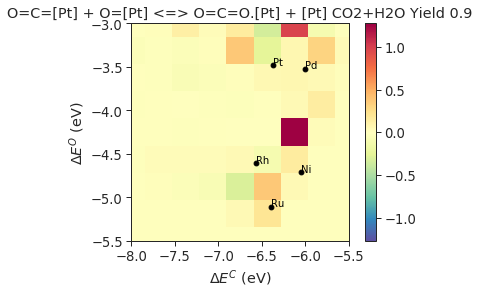 O=C=[Pt] + O=[Pt] <=> O=C=O.[Pt] + [Pt] CO2+H2O Yield 0.9
−3.0
−3.5
−4.0
−4.5
−5.0
−5.5
ΔE^O (eV)
Pt
Pd
Rh
Ni
Ru
−8.0 −7.5 −7.0 −6.5 −6.0 −5.5
ΔE^C (eV)
1.0
0.5
0.0
−0.5
−1.0